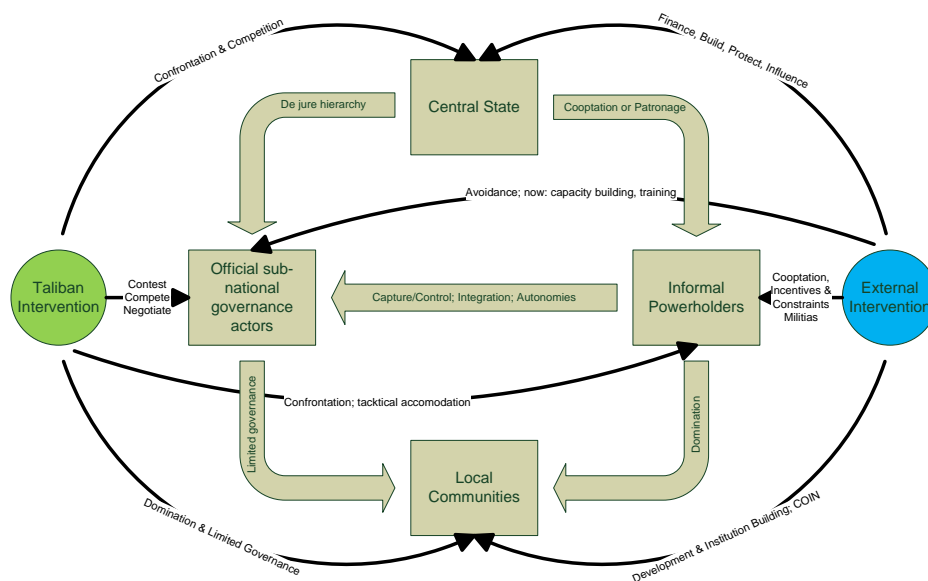 Confrontation & Competition
Finance, Build, Protect, Influence
Central State
De jure hierarchy
Cooptation or Patronage
Avoidance; now: capacity building, training
Taliban
Intervention
Contest
Compete
Negotiate
Official sub-
national
governance
actors
Capture/Control; Integration; Autonomies
Informal
Powerholders
Cooptation,
Incentives &
Constraints
Militias
External
Intervention
Confrontation; tacktical accomodation
Limited governance
Domination
Local
Communities
Domination & Limited Governance
Development & Institution Building; COIN